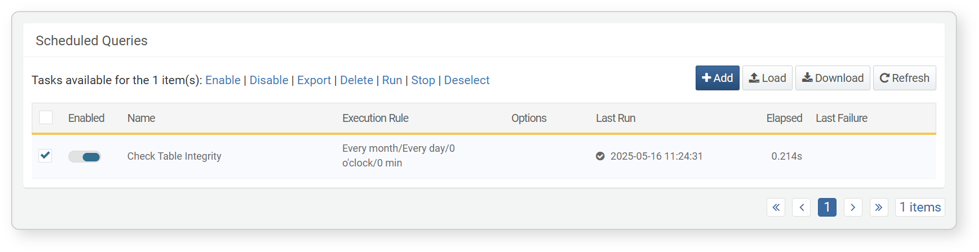 Scheduled Queries
Tasks available for the 1 item(s): Enable | Disable | Export | Delete | Run | Stop | Deselect
Add Load Download Refresh
Enabled Name Execution Rule Options Last Run Elapsed Last Failure
Check Table Integrity Every month/Every day/0 2025-05-16 11:24:31 0.214s
o'clock/0 min
« ‹ 1 › » 1 items